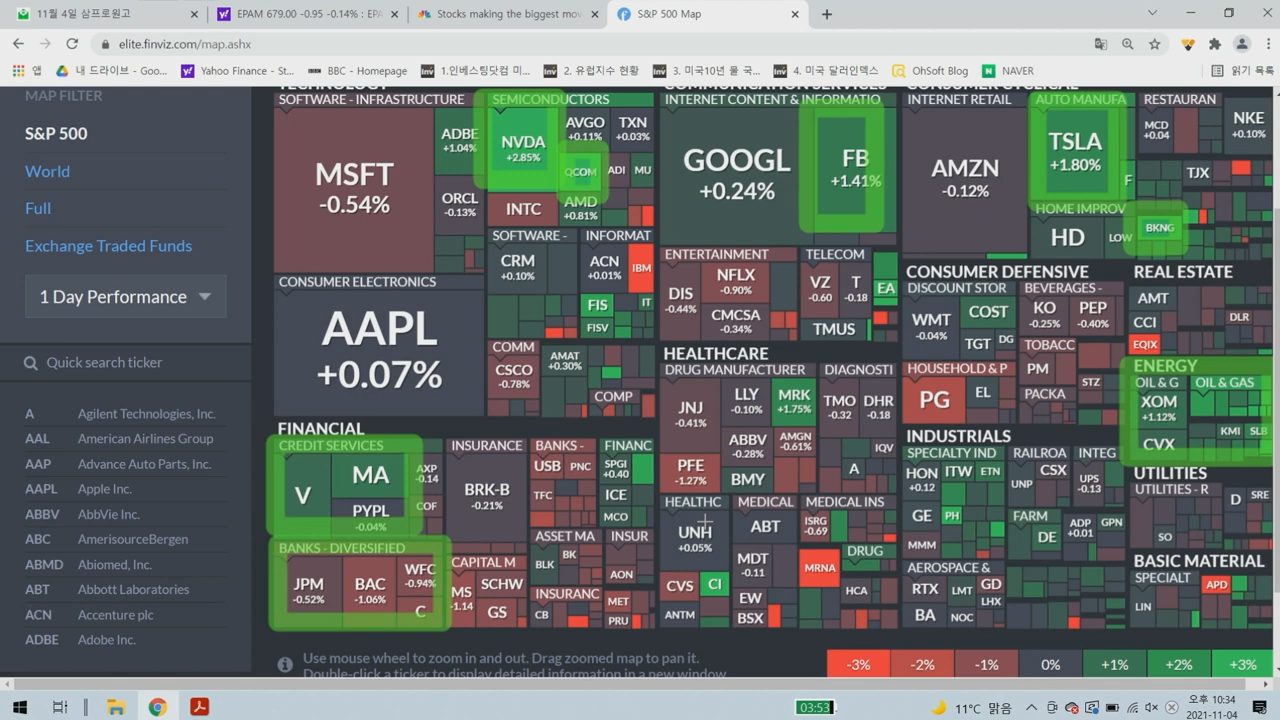 11월 4일 삼프로원고
EPAM 679.00 -0.95 -0.14% : EPA
Stocks making the biggest mov
S&P 500 Map
elite.finviz.com/map.ashx
앱
내 드라이브 - Goo...
Yahoo Finance - St...
BBC - Homepage
1.인베스팅닷컴 미...
2. 유럽지수 현황
3. 미국10년 물 국...
4. 미국 달러인덱스
OhSoft Blog
NAVER
읽기 목록
MAP FILTER
S&P 500
World
Full
Exchange Traded Funds
1 Day Performance
Quick search ticker
A Agilent Technologies, Inc.
AAL American Airlines Group
AAP Advance Auto Parts, Inc.
AAPL Apple Inc.
ABBV AbbVie Inc.
ABC AmerisourceBergen
ABMD Abiomed, Inc.
ABT Abbott Laboratories
ACN Accenture plc
ADBE Adobe Inc.
TECHNOLOGY
SOFTWARE - INFRASTRUCTURE
MSFT
-0.54%
ADBE
+1.04%
ORCL
-0.13%
SEMICONDUCTORS
NVDA
+2.85%
AVGO
+0.11%
TXN
+0.03%
QCOM
ADI
MU
INTC
AMD
+0.81%
SOFTWARE -
CRM
+0.10%
INFORMAT
ACN
+0.01%
IBM
FIS
IT
FISV
CONSUMER ELECTRONICS
AAPL
+0.07%
COMM
CSCO
-0.78%
AMAT
+0.30%
COMP
COMMUNICATION SERVICES
INTERNET CONTENT & INFORMATIO
GOOGL
+0.24%
FB
+1.41%
ENTERTAINMENT
DIS
-0.44%
NFLX
-0.90%
CMCSA
-0.34%
TELECOM
VZ
-0.60
T
-0.18
TMUS
EA
CONSUMER CYCLICAL
INTERNET RETAIL
AMZN
-0.12%
AUTO MANUFA
TSLA
+1.80%
F
RESTAURAN
MCD
+0.04
NKE
+0.10%
TJX
HOME IMPROV
HD
LOW
BKNG
CONSUMER DEFENSIVE
DISCOUNT STOR
WMT
-0.04%
COST
TGT
DG
BEVERAGES -
KO
-0.25%
PEP
-0.40%
HOUSEHOLD & P
PG
EL
TOBACC
PM
PACKA
STZ
REAL ESTATE
AMT
CCI
EQIX
DLR
ENERGY
OIL & G
XOM
+1.12%
CVX
OIL & GAS
KMI
SLB
FINANCIAL
CREDIT SERVICES
V
MA
PYPL
-0.04%
AXP
-0.14
COF
BANKS - DIVERSIFIED
JPM
-0.52%
BAC
-1.06%
WFC
-0.94%
C
INSURANCE
BRK-B
-0.21%
BANKS -
USB
PNC
TFC
FINANC
SPGI
+0.40
ICE
MCO
CAPITAL M
MS
-1.14
SCHW
GS
ASSET MA
BLK
BK
INSUR
AON
INSURANC
CB
MET
PRU
HEALTHCARE
DRUG MANUFACTURER
JNJ
-0.41%
LLY
-0.10%
MRK
+1.75%
ABBV
-0.28%
AMGN
-0.61%
PFE
-1.27%
BMY
DIAGNOSTI
TMO
-0.32
DHR
-0.18
IQV
A
HEALTHC
UNH
+0.05%
CVS
CI
ANTM
MEDICAL
ABT
MDT
-0.11
EW
BSX
MEDICAL INS
ISRG
-0.69
MRNA
DRUG
HCA
INDUSTRIALS
SPECIALTY IND
HON
+0.12
ITW
ETN
GE
PH
MMM
RAILROA
UNP
CSX
INTEG
UPS
-0.13
FARM
DE
ADP
+0.01
GPN
AEROSPACE &
RTX
LMT
GD
LHX
BA
NOC
UTILITIES
UTILITIES - R
D
SRE
SO
BASIC MATERIAL
SPECIALT
APD
LIN
Use mouse wheel to zoom in and out. Drag zoomed map to pan it.
Double-click a ticker to display detailed information in a new window
-3%
-2%
-1%
0%
+1%
+2%
+3%
03:53
11°C 맑음
오후 10:34
2021-11-04